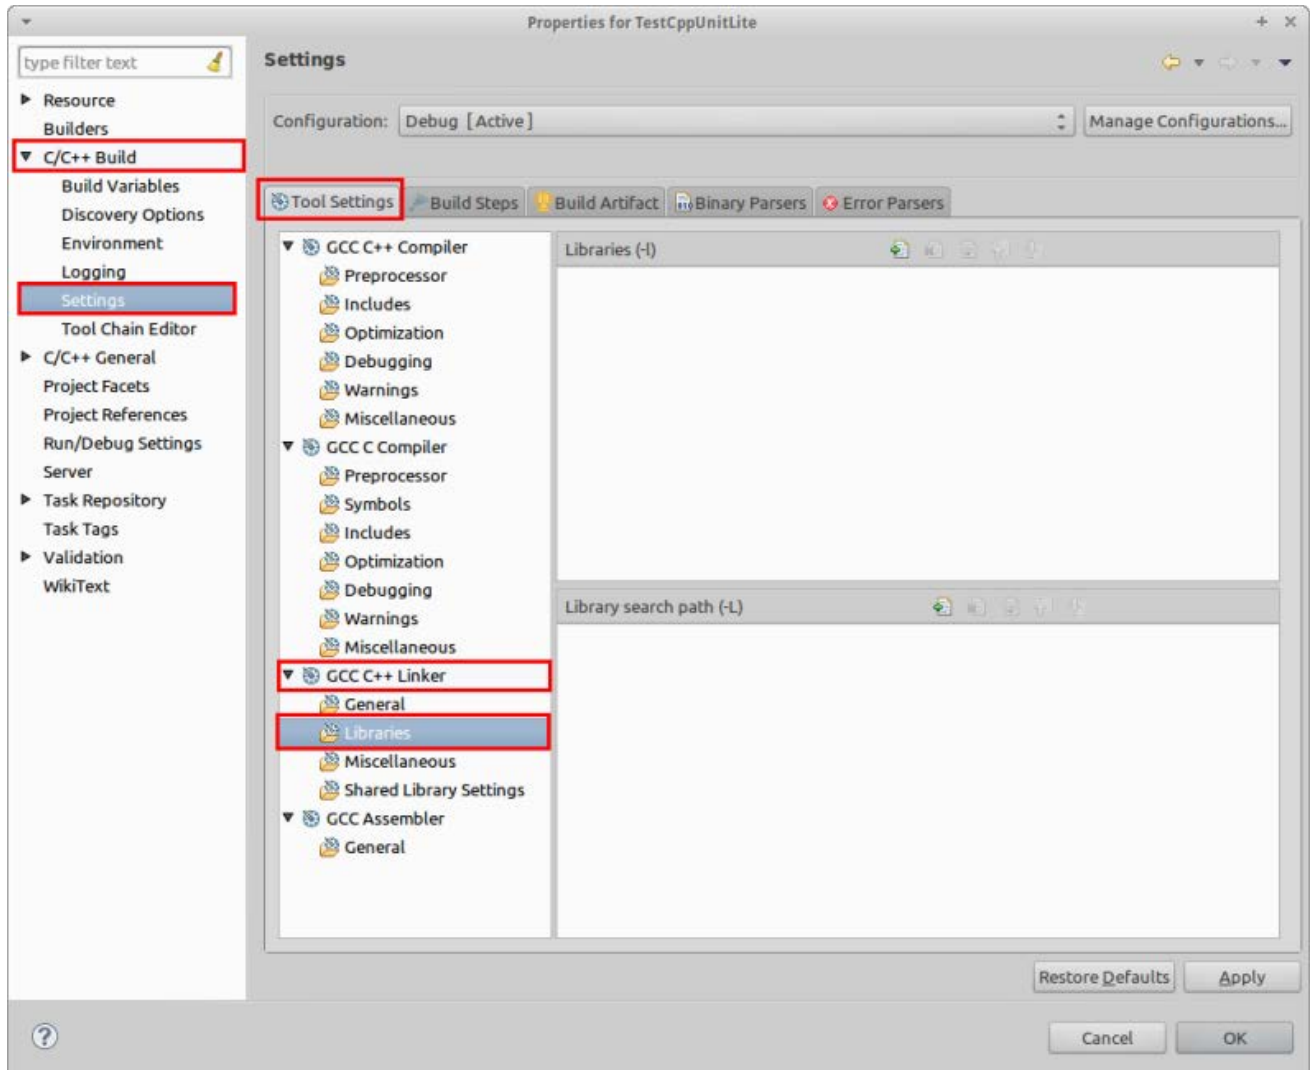 Properties for TestCppUnitLite
type filter text
Resource
Builders
C/C++ Build
Build Variables
Discovery Options
Environment
Logging
Settings
Tool Chain Editor
C/C++ General
Project Facets
Project References
Run/Debug Settings
Server
Task Repository
Task Tags
Validation
WikiText
Settings
Configuration: Debug [Active] Manage Configurations...
Tool Settings Build Steps Build Artifact Binary Parsers Error Parsers
GCC C++ Compiler
Preprocessor
Includes
Optimization
Debugging
Warnings
Miscellaneous
GCC C Compiler
Preprocessor
Symbols
Includes
Optimization
Debugging
Warnings
Miscellaneous
GCC C++ Linker
General
Libraries
Miscellaneous
Shared Library Settings
GCC Assembler
General
Libraries (-l)
Library search path (-L)
Restore Defaults Apply
Cancel OK